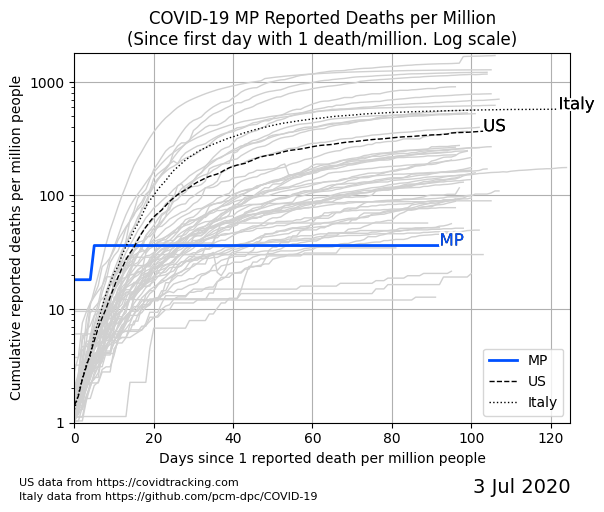 COVID-19 MP Reported Deaths per Million
(Since first day with 1 death/million. Log scale)
Cumulative reported deaths per million people
1000
100
10
1
Italy
US
MP
MP
US
Italy
0 20 40 60 80 100 120
Days since 1 reported death per million people
US data from https://covidtracking.com
Italy data from https://github.com/pcm-dpc/COVID-19
3 Jul 2020